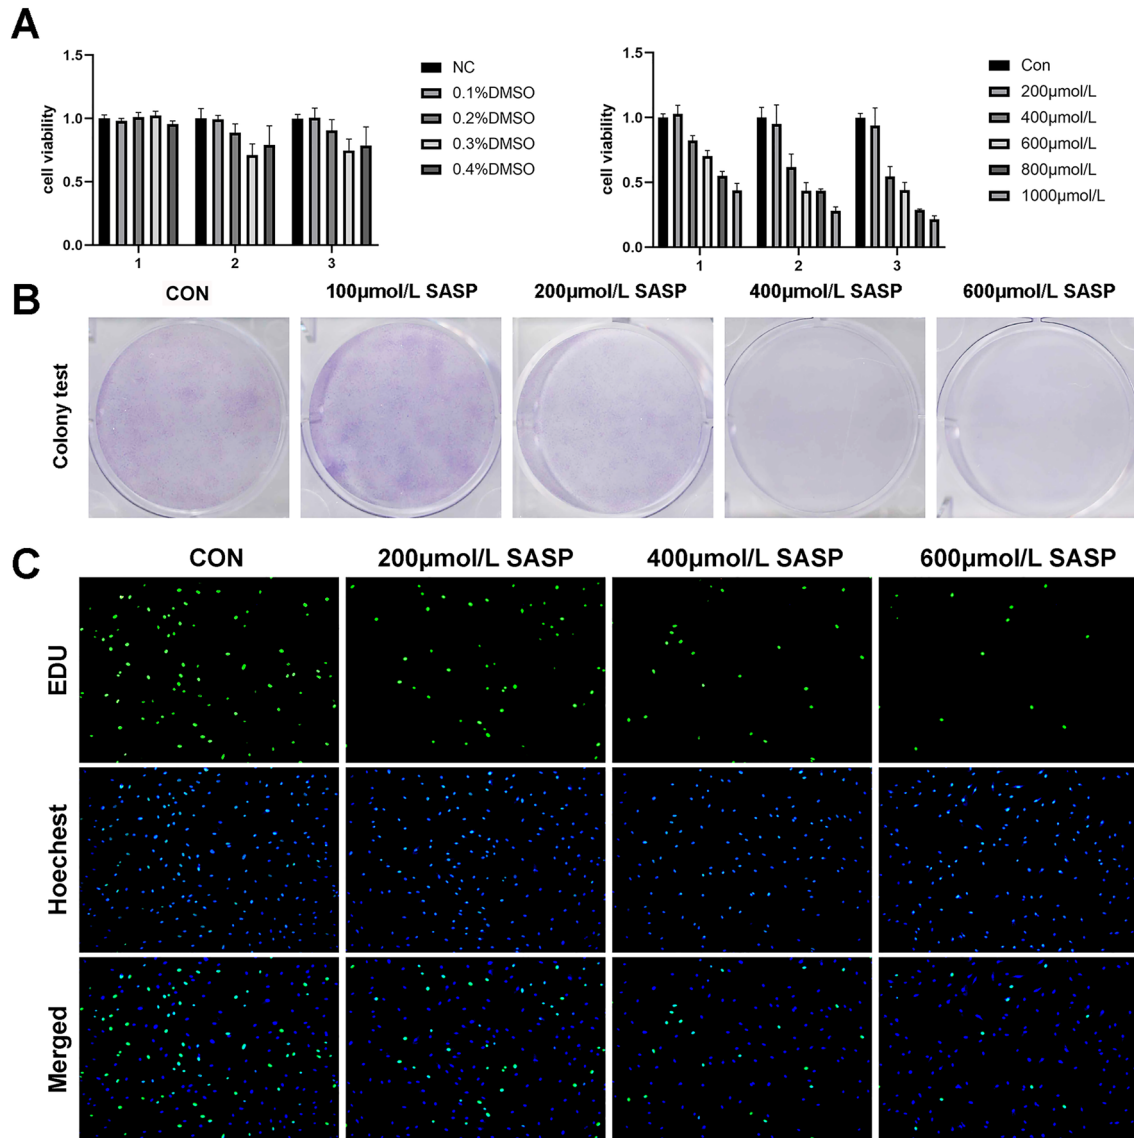 A
1.5
1.0
0.5
0.0
cell viability
1
2
3
NC
0.1%DMSO
0.2%DMSO
0.3%DMSO
0.4%DMSO
1.5
1.0
0.5
0.0
cell viability
1
2
3
Con
200μmol/L
400μmol/L
600μmol/L
800μmol/L
1000μmol/L
B
CON
100μmol/L SASP
200μmol/L SASP
400μmol/L SASP
600μmol/L SASP
Colony test
C
CON
200μmol/L SASP
400μmol/L SASP
600μmol/L SASP
EDU
Hoechest
Merged